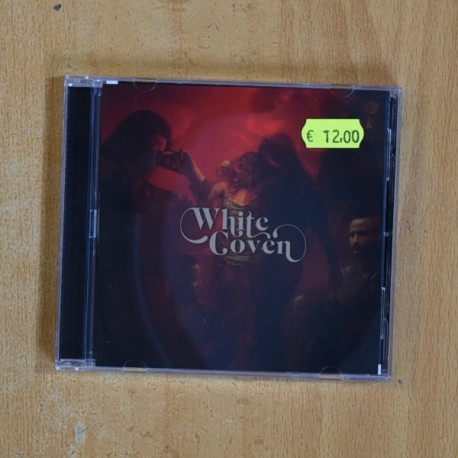 € 12,00
White
Coven